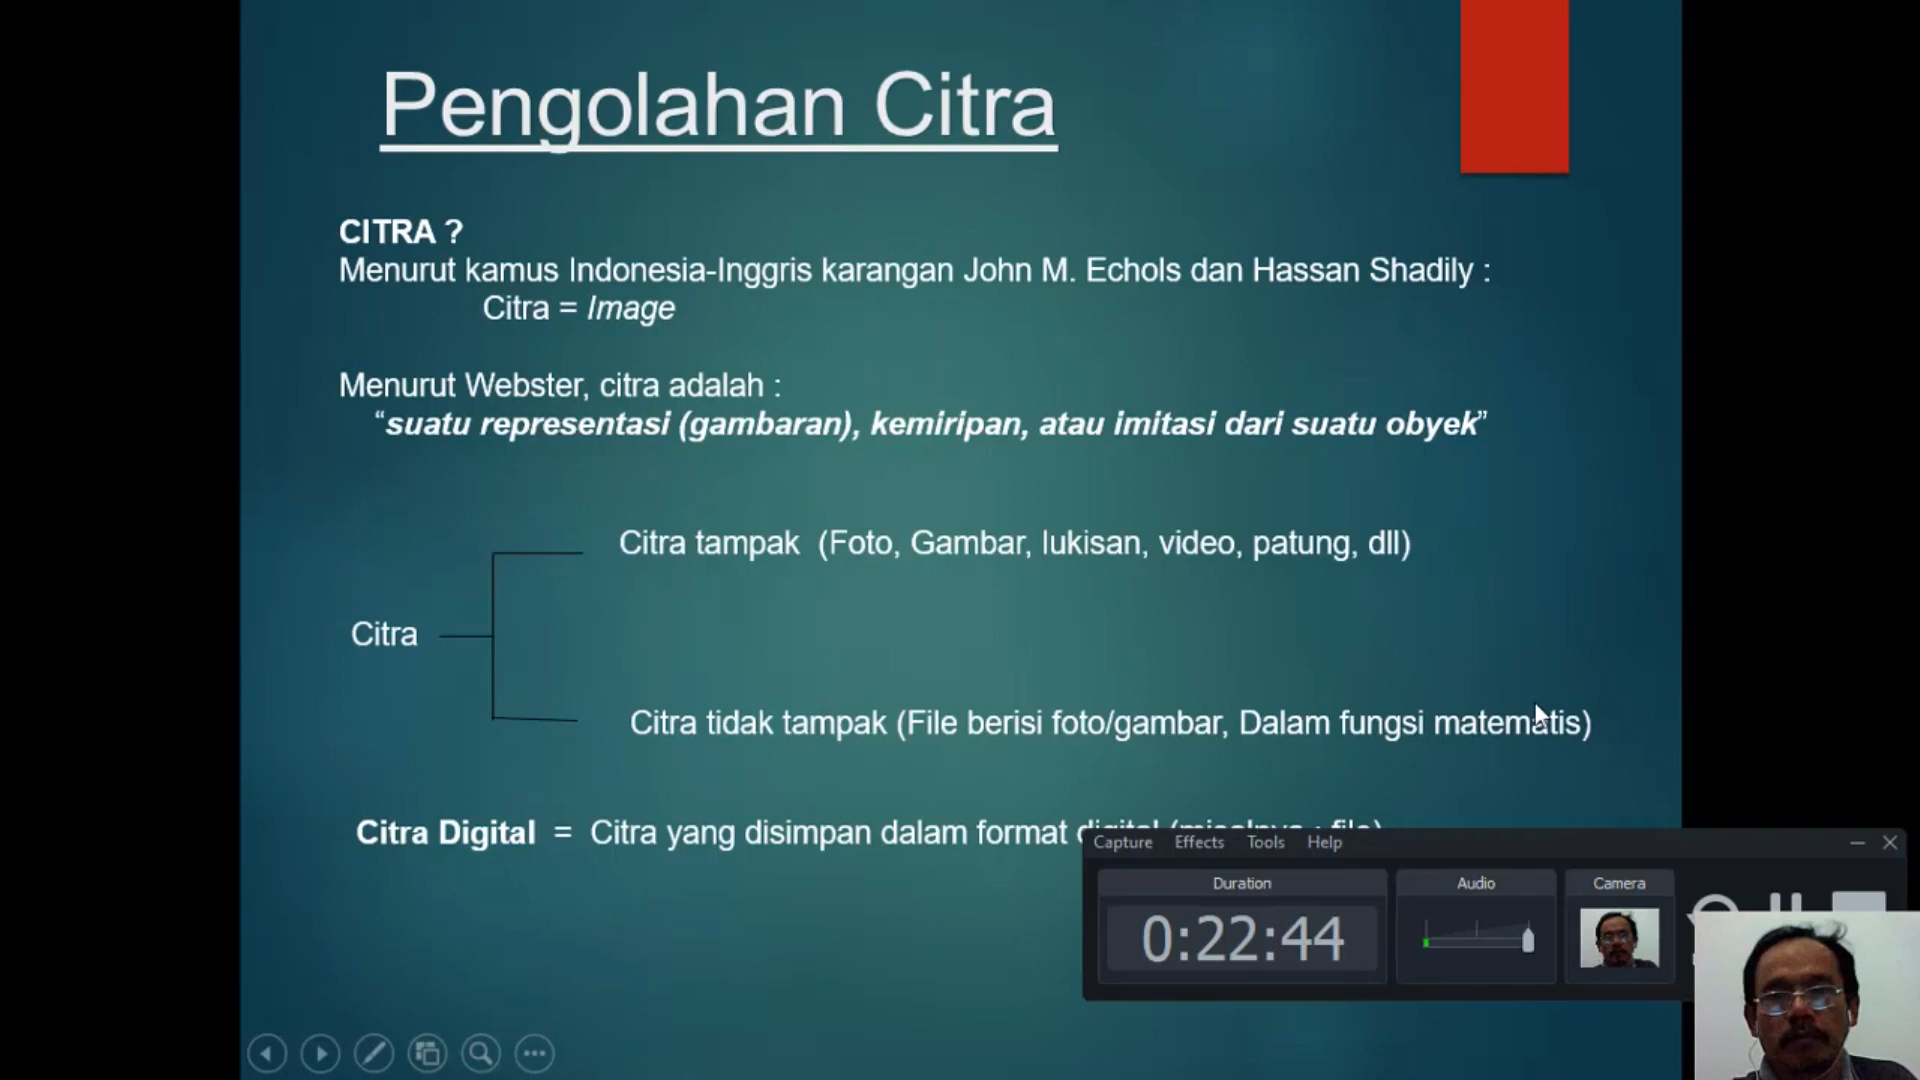 Pengolahan Citra
CITRA ?
Menurut kamus Indonesia-Inggris karangan John M. Echols dan Hassan Shadily :
Citra = Image
Menurut Webster, citra adalah :
“suatu representasi (gambaran), kemiripan, atau imitasi dari suatu obyek”
Citra tampak (Foto, Gambar, lukisan, video, patung, dll)
Citra
Citra tidak tampak (File berisi foto/gambar, Dalam fungsi matematis)
Citra Digital = Citra yang disimpan dalam format digital (misalnya : file)
Capture Effects Tools Help
Duration Audio Camera
0:22:44